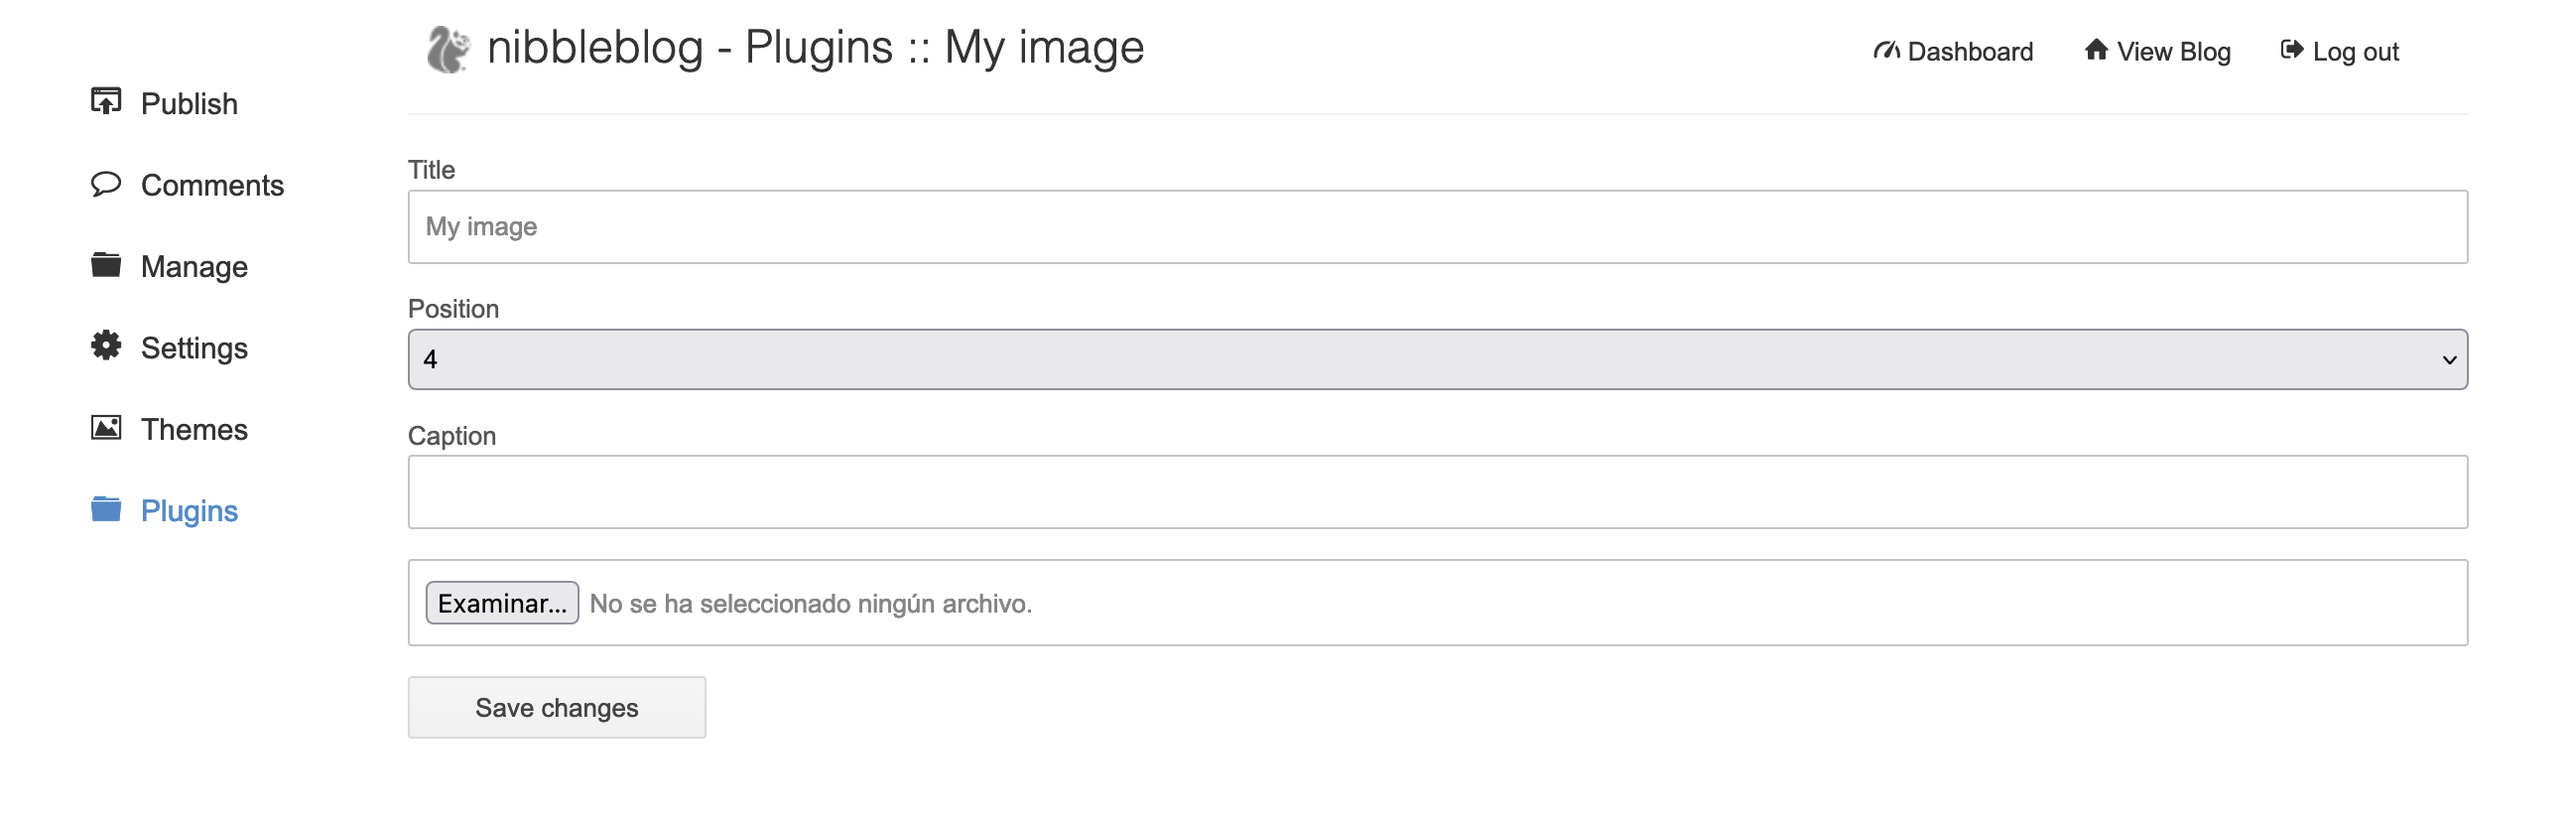 nibbleblog - Plugins :: My image
Dashboard
View Blog
Log out
Publish
Comments
Manage
Settings
Themes
Plugins
Title
My image
Position
4
Caption
Examinar... No se ha seleccionado ningún archivo.
Save changes